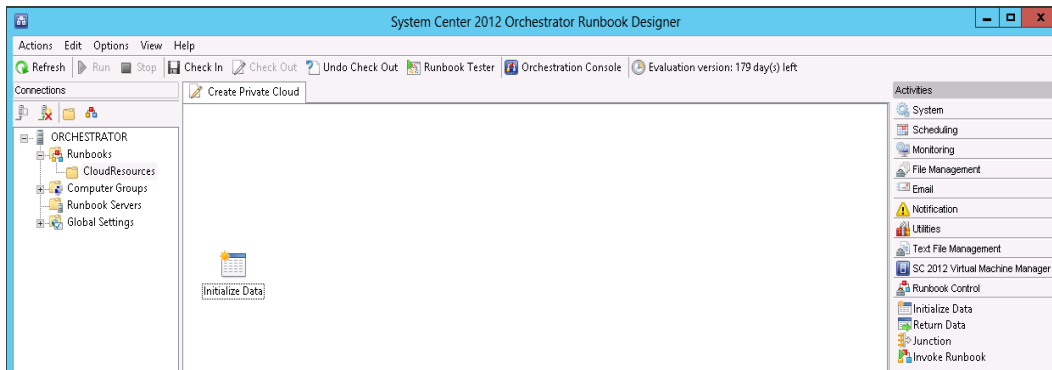 System Center 2012 Orchestrator Runbook Designer
Actions Edit Options View Help
Refresh Run Stop Check In Check Out Undo Check Out Runbook Tester Orchestration Console Evaluation version: 179 day(s) left
Connections
ORCHESTRATOR
Runbooks
CloudResources
Computer Groups
Runbook Servers
Global Settings
Create Private Cloud
Initialize Data
Activities
System
Scheduling
Monitoring
File Management
Email
Notification
Utilities
Text File Management
SC 2012 Virtual Machine Manager
Runbook Control
Initialize Data
Return Data
Junction
Invoke Runbook